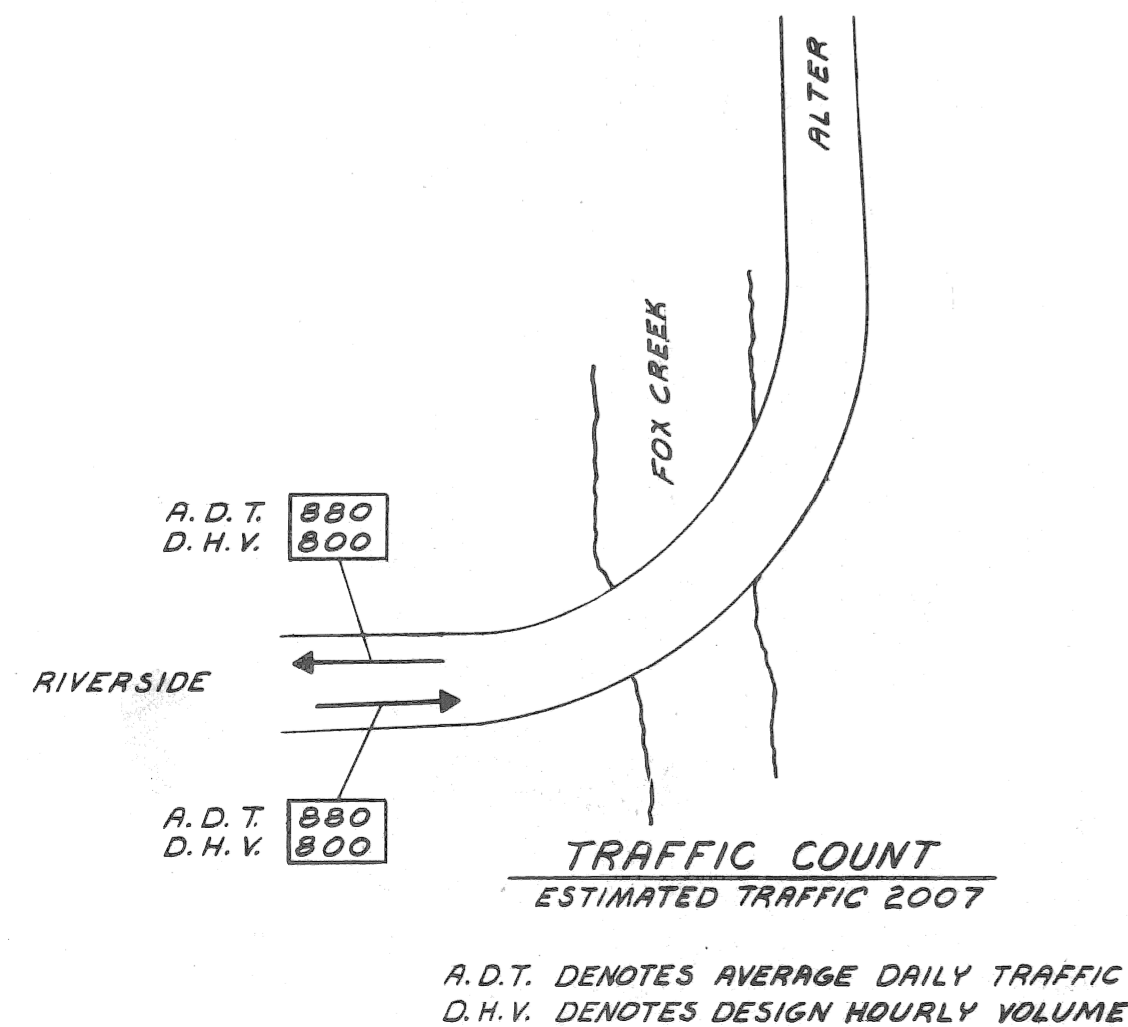 ALTER
FOX CREEK
A.D.T. 880
D.H.V. 800
RIVERSIDE
A.D.T. 880
D.H.V. 800
TRAFFIC COUNT
ESTIMATED TRAFFIC 2007
A.D.T. DENOTES AVERAGE DAILY TRAFFIC
D.H.V. DENOTES DESIGN HOURLY VOLUME